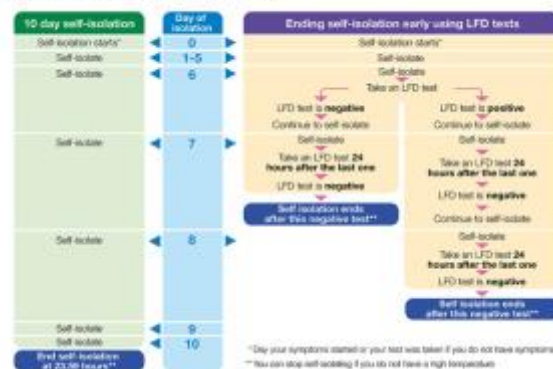 10 day self-isolation
Day of isolation
Ending self-isolation early using LFD tests
Self-isolation starts*
0
Self-isolation starts*
Self-isolate
1-5
Self-isolate
Self-isolate
6
Self-isolate
Take an LFD test
LFD test is negative
LFD test is positive
Continue to self-isolate
Continue to self-isolate
Self-isolate
7
Self-isolate
Self-isolate
Take an LFD test 24
hours after the last one
Take an LFD test 24
hours after the last one
LFD test is negative
LFD test is negative
Self isolation ends
after this negative test**
Continue to self-isolate
Self-isolate
8
Self-isolate
Take an LFD test 24
hours after the last one
LFD test is negative
Self isolation ends
after this negative test**
Self-isolate
9
Self-isolate
10
End self-isolation
at 23.59 hours**
*Day your symptoms started or your test was taken if you do not have symptoms
**You can stop self-isolating if you do not have a high temperature